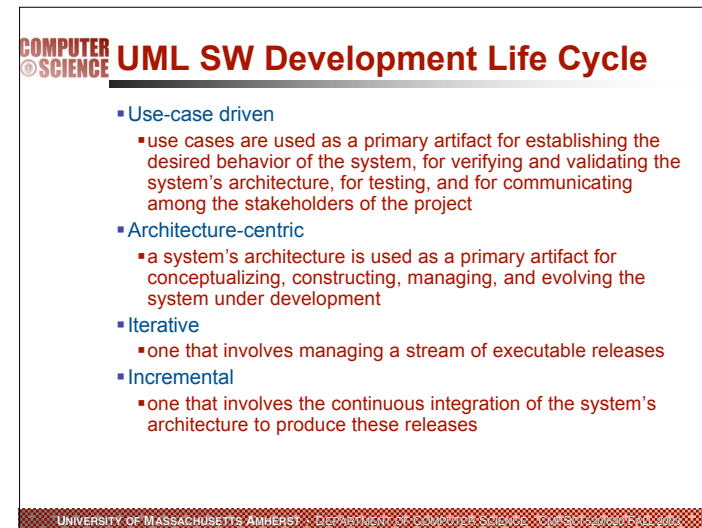 COMPUTER
SCIENCE
UML SW Development Life Cycle
▪Use-case driven
▪use cases are used as a primary artifact for establishing the
desired behavior of the system, for verifying and validating the
system's architecture, for testing, and for communicating
among the stakeholders of the project
▪Architecture-centric
▪a system's architecture is used as a primary artifact for
conceptualizing, constructing, managing, and evolving the
system under development
▪Iterative
▪one that involves managing a stream of executable releases
▪Incremental
▪one that involves the continuous integration of the system's
architecture to produce these releases
UNIVERSITY OF MASSACHUSETTS AMHERST · DEPARTMENT OF COMPUTER SCIENCE · CMPSCI 520/620 FALL